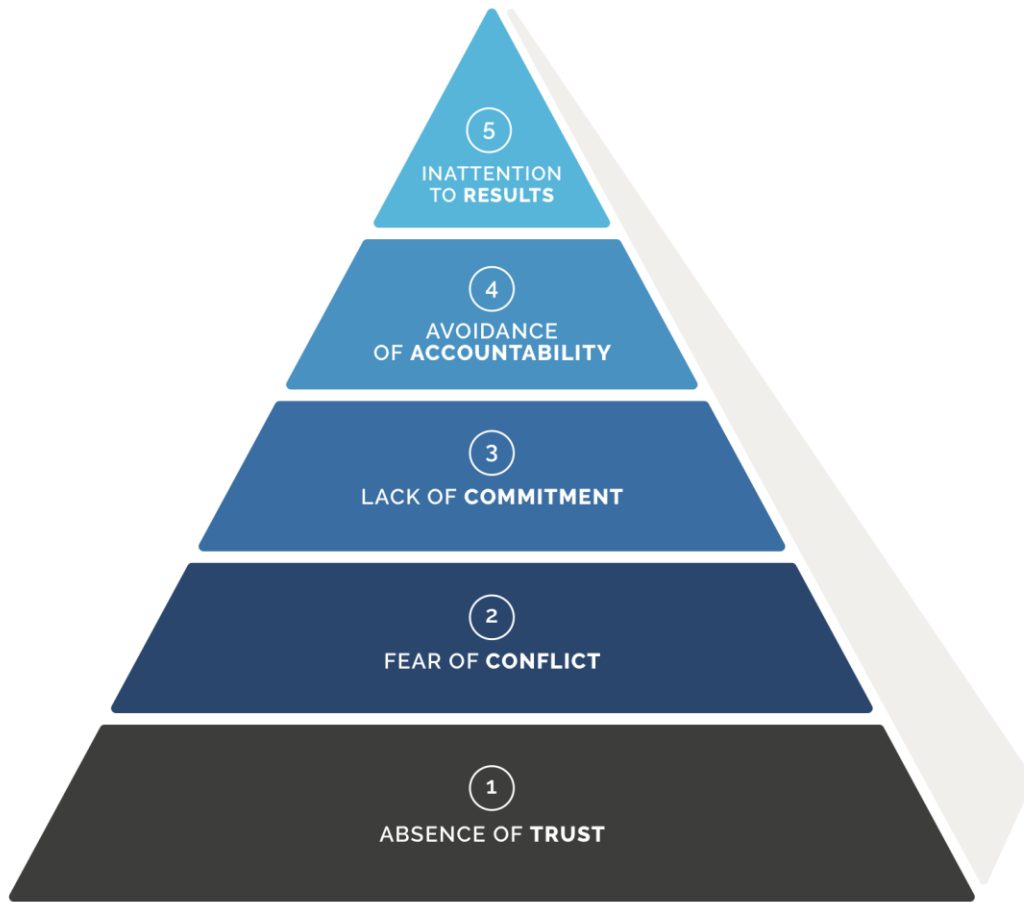 5
INATTENTION
TO RESULTS
4
AVOIDANCE
OF ACCOUNTABILITY
3
LACK OF COMMITMENT
2
FEAR OF CONFLICT
1
ABSENCE OF TRUST